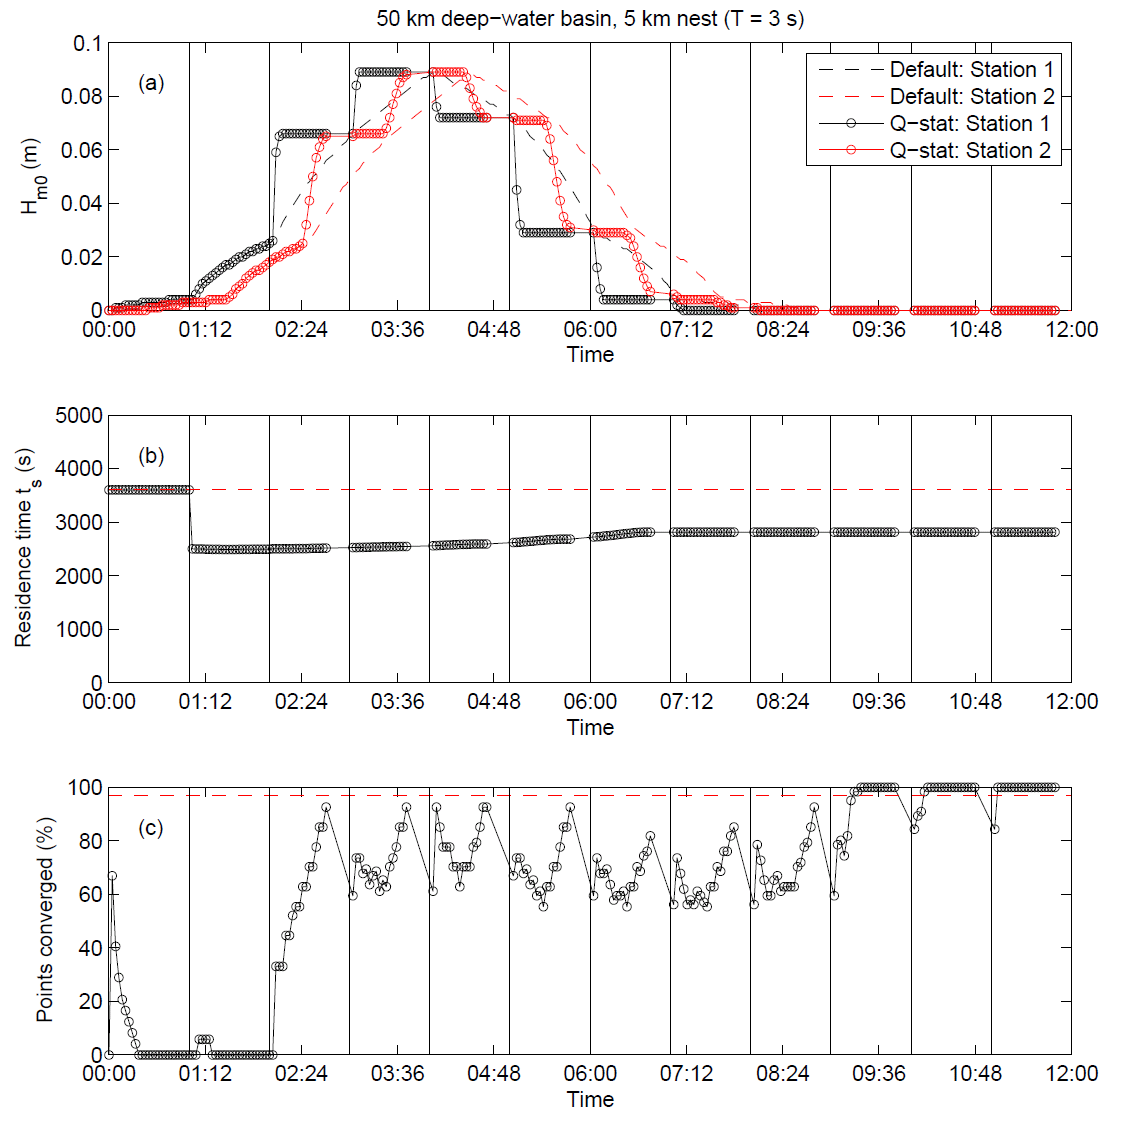 50 km deep−water basin, 5 km nest (T = 3 s)
0.1
0.08
0.06
0.04
0.02
0
H_m0 (m)
(a)
Default: Station 1
Default: Station 2
Q−stat: Station 1
Q−stat: Station 2
00:00 01:12 02:24 03:36 04:48 06:00 07:12 08:24 09:36 10:48 12:00
Time
5000
4000
3000
2000
1000
0
Residence time t_s (s)
(b)
00:00 01:12 02:24 03:36 04:48 06:00 07:12 08:24 09:36 10:48 12:00
Time
100
80
60
40
20
0
Points converged (%)
(c)
00:00 01:12 02:24 03:36 04:48 06:00 07:12 08:24 09:36 10:48 12:00
Time